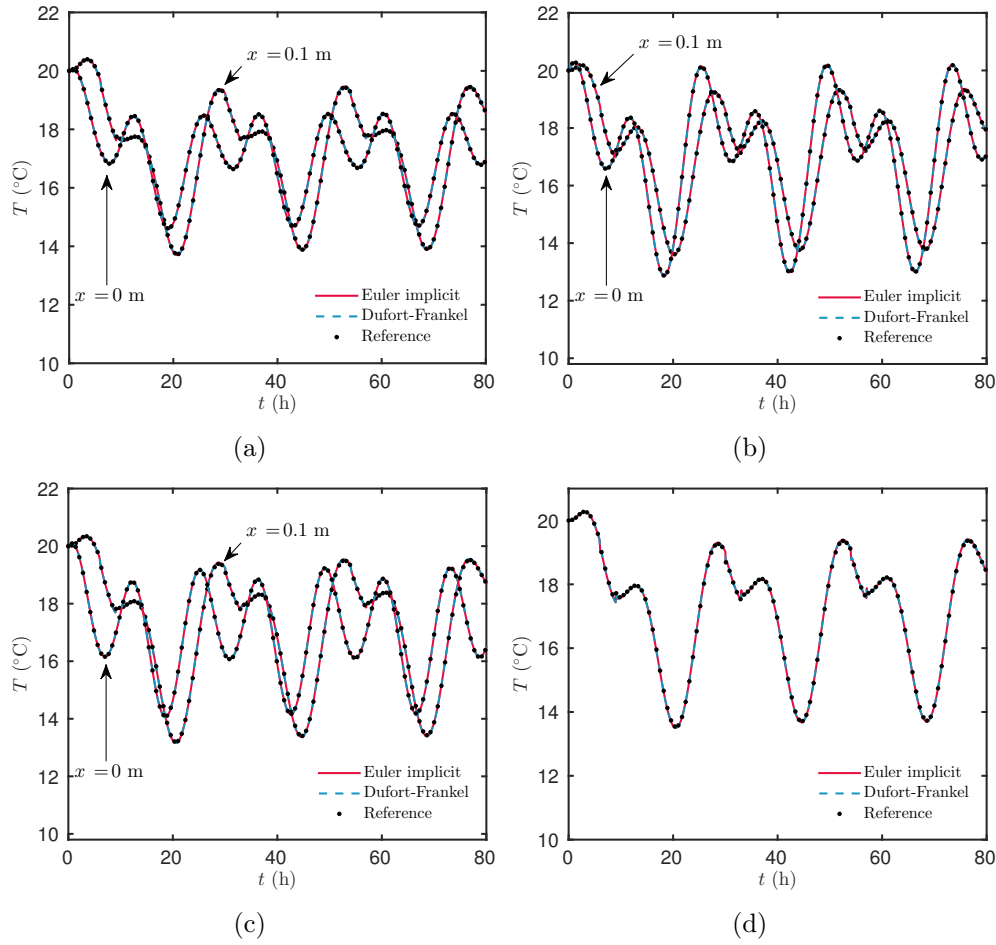 22
20
18
16
14
12
10
T (°C)
x = 0.1 m
x = 0 m
Euler implicit
Dufort-Frankel
Reference
0 20 40 60 80
t (h)
(a)
22
20
18
16
14
12
10
T (°C)
x = 0.1 m
x = 0 m
Euler implicit
Dufort-Frankel
Reference
0 20 40 60 80
t (h)
(b)
22
20
18
16
14
12
10
T (°C)
x = 0.1 m
x = 0 m
Euler implicit
Dufort-Frankel
Reference
0 20 40 60 80
t (h)
(c)
20
18
16
14
12
10
T (°C)
Euler implicit
Dufort-Frankel
Reference
0 20 40 60 80
t (h)
(d)